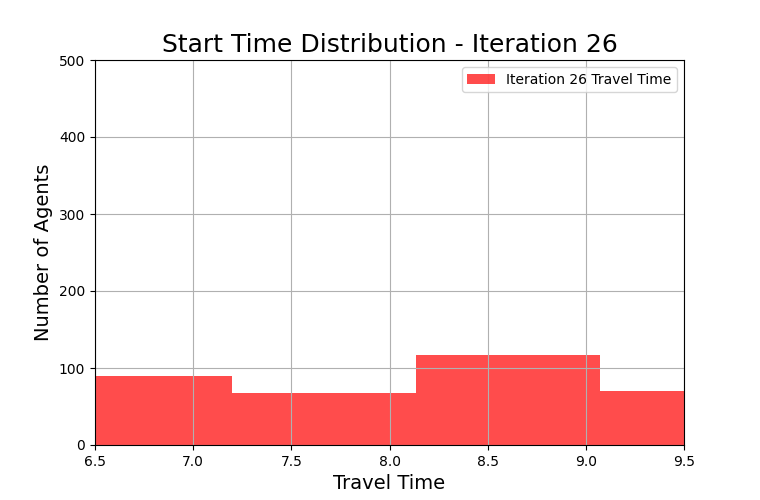 Start Time Distribution - Iteration 26
Iteration 26 Travel Time
Number of Agents
500
400
300
200
100
0
6.5 7.0 7.5 8.0 8.5 9.0 9.5
Travel Time